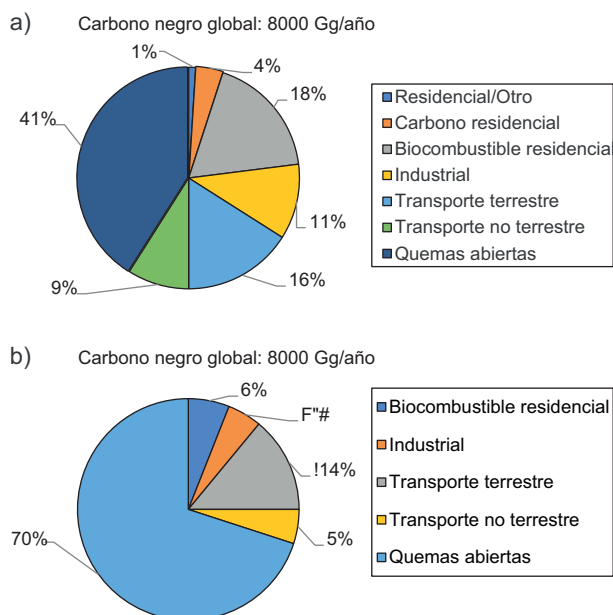 a)
Carbono negro global: 8000 Gg/año
1%
4%
18%
41%
11%
16%
9%
Residencial/Otro
Carbono residencial
Biocombustible residencial
Industrial
Transporte terrestre
Transporte no terrestre
Quemas abiertas
b)
Carbono negro global: 8000 Gg/año
6%
F"#
!14%
5%
70%
Biocombustible residencial
Industrial
Transporte terrestre
Transporte no terrestre
Quemas abiertas